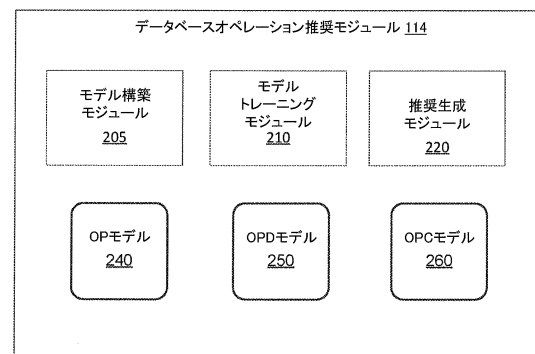 データベースオペレーション推奨モジュール 114
モデル構築
モジュール
205
モデル
トレーニング
モジュール
210
推奨生成
モジュール
220
OPモデル
240
OPDモデル
250
OPCモデル
260